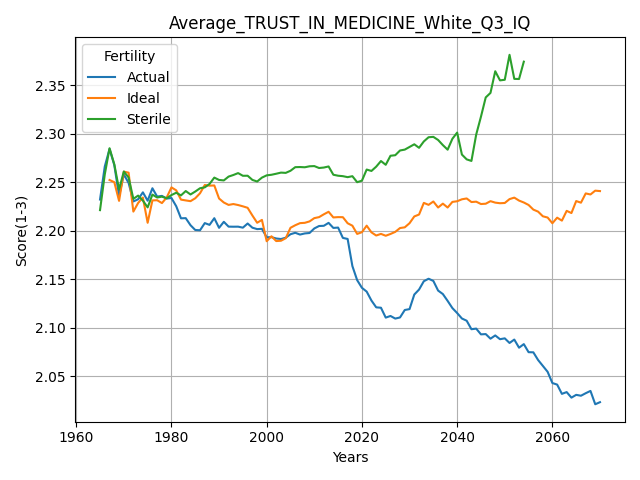 Average_TRUST_IN_MEDICINE_White_Q3_IQ
Fertility
Actual
Ideal
Sterile
Score(1-3)
2.35
2.30
2.25
2.20
2.15
2.10
2.05
1960 1980 2000 2020 2040 2060
Years